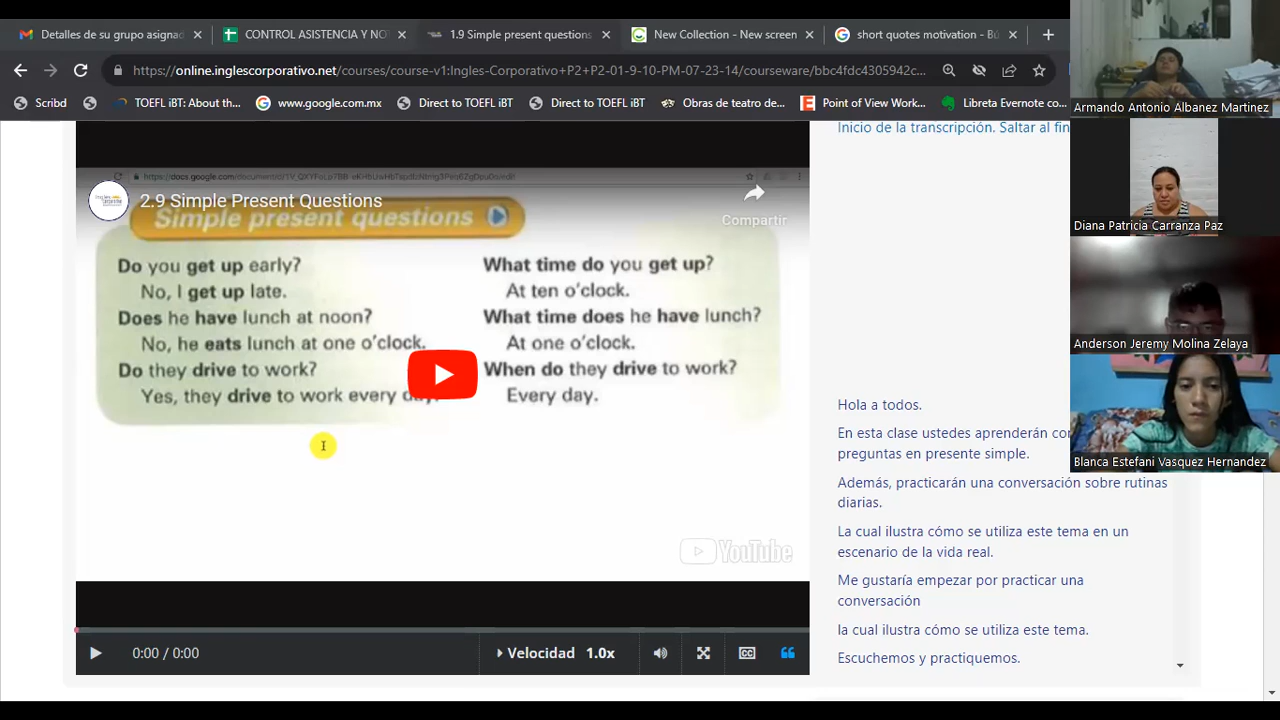 Detalles de su grupo asignad
CONTROL ASISTENCIA Y NO
1.9 Simple present questions
New Collection - New screen
short quotes motivation - Bú
https://online.inglescorporativo.net/courses/course-v1:Ingles-Corporativo+P2+P2-01-9-10-PM-07-23-14/courseware/bbc4fdc4305942c...
Scribd
TOEFL iBT: About th...
www.google.com.mx
Direct to TOEFL iBT
Direct to TOEFL iBT
Obras de teatro de...
Point of View Work...
Libreta Evernote co...
Inicio de la transcripción. Saltar al fin
2.9 Simple Present Questions
Compartir
Simple present questions
Do you get up early?
No, I get up late.
Does he have lunch at noon?
No, he eats lunch at one o'clock.
Do they drive to work?
Yes, they drive to work every day.
What time do you get up?
At ten o'clock.
What time does he have lunch?
At one o'clock.
When do they drive to work?
Every day.
YouTube
0:00 / 0:00
Velocidad 1.0x
Hola a todos.
En esta clase ustedes aprenderán
preguntas en presente simple.
Además, practicarán una conversación sobre rutinas
diarias.
La cual ilustra cómo se utiliza este tema en un
escenario de la vida real.
Me gustaría empezar por practicar una
conversación
la cual ilustra cómo se utiliza este tema.
Escuchemos y practiquemos.
Armando Antonio Albanez Martinez
Diana Patricia Carranza Paz
Anderson Jeremy Molina Zelaya
Blanca Estefani Vasquez Hernandez